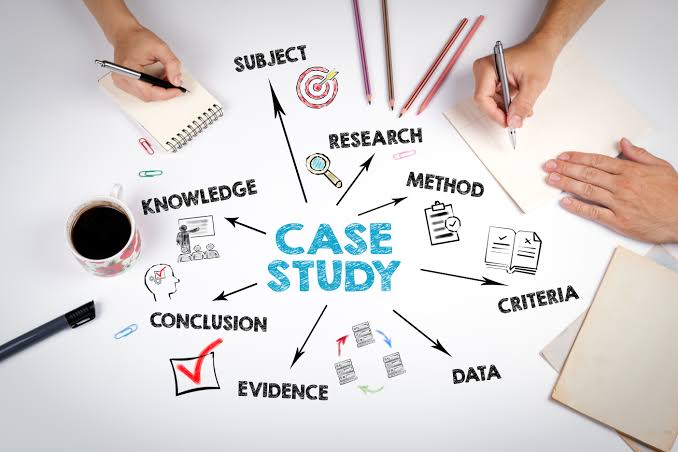 SUBJECT
RESEARCH
METHOD
KNOWLEDGE
CASE
STUDY
CRITERIA
CONCLUSION
EVIDENCE
DATA